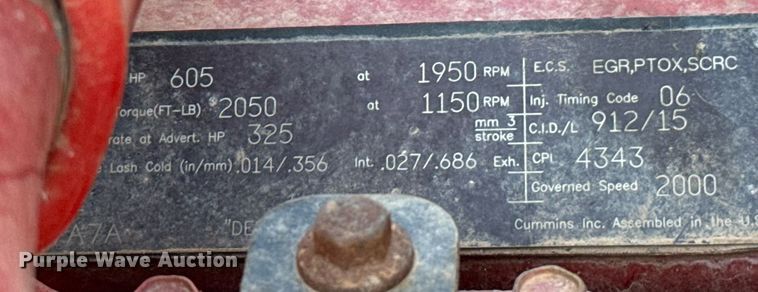 HP 605 at 1950 RPM
Torque(FT-LB) 2050 at 1150 RPM
rate at Advert. HP 325 mm 3 stroke
Lash Cold (in/mm) .014/.356 Int. .027/.686 Exh.
E.C.S. EGR,PTOX,SCRC
Inj. Timing Code 06
C.I.D./L 912/15
CPL 4343
Governed Speed 2000
A7A "DE
Cummins Inc. Assembled in the U.S
Purple Wave Auction